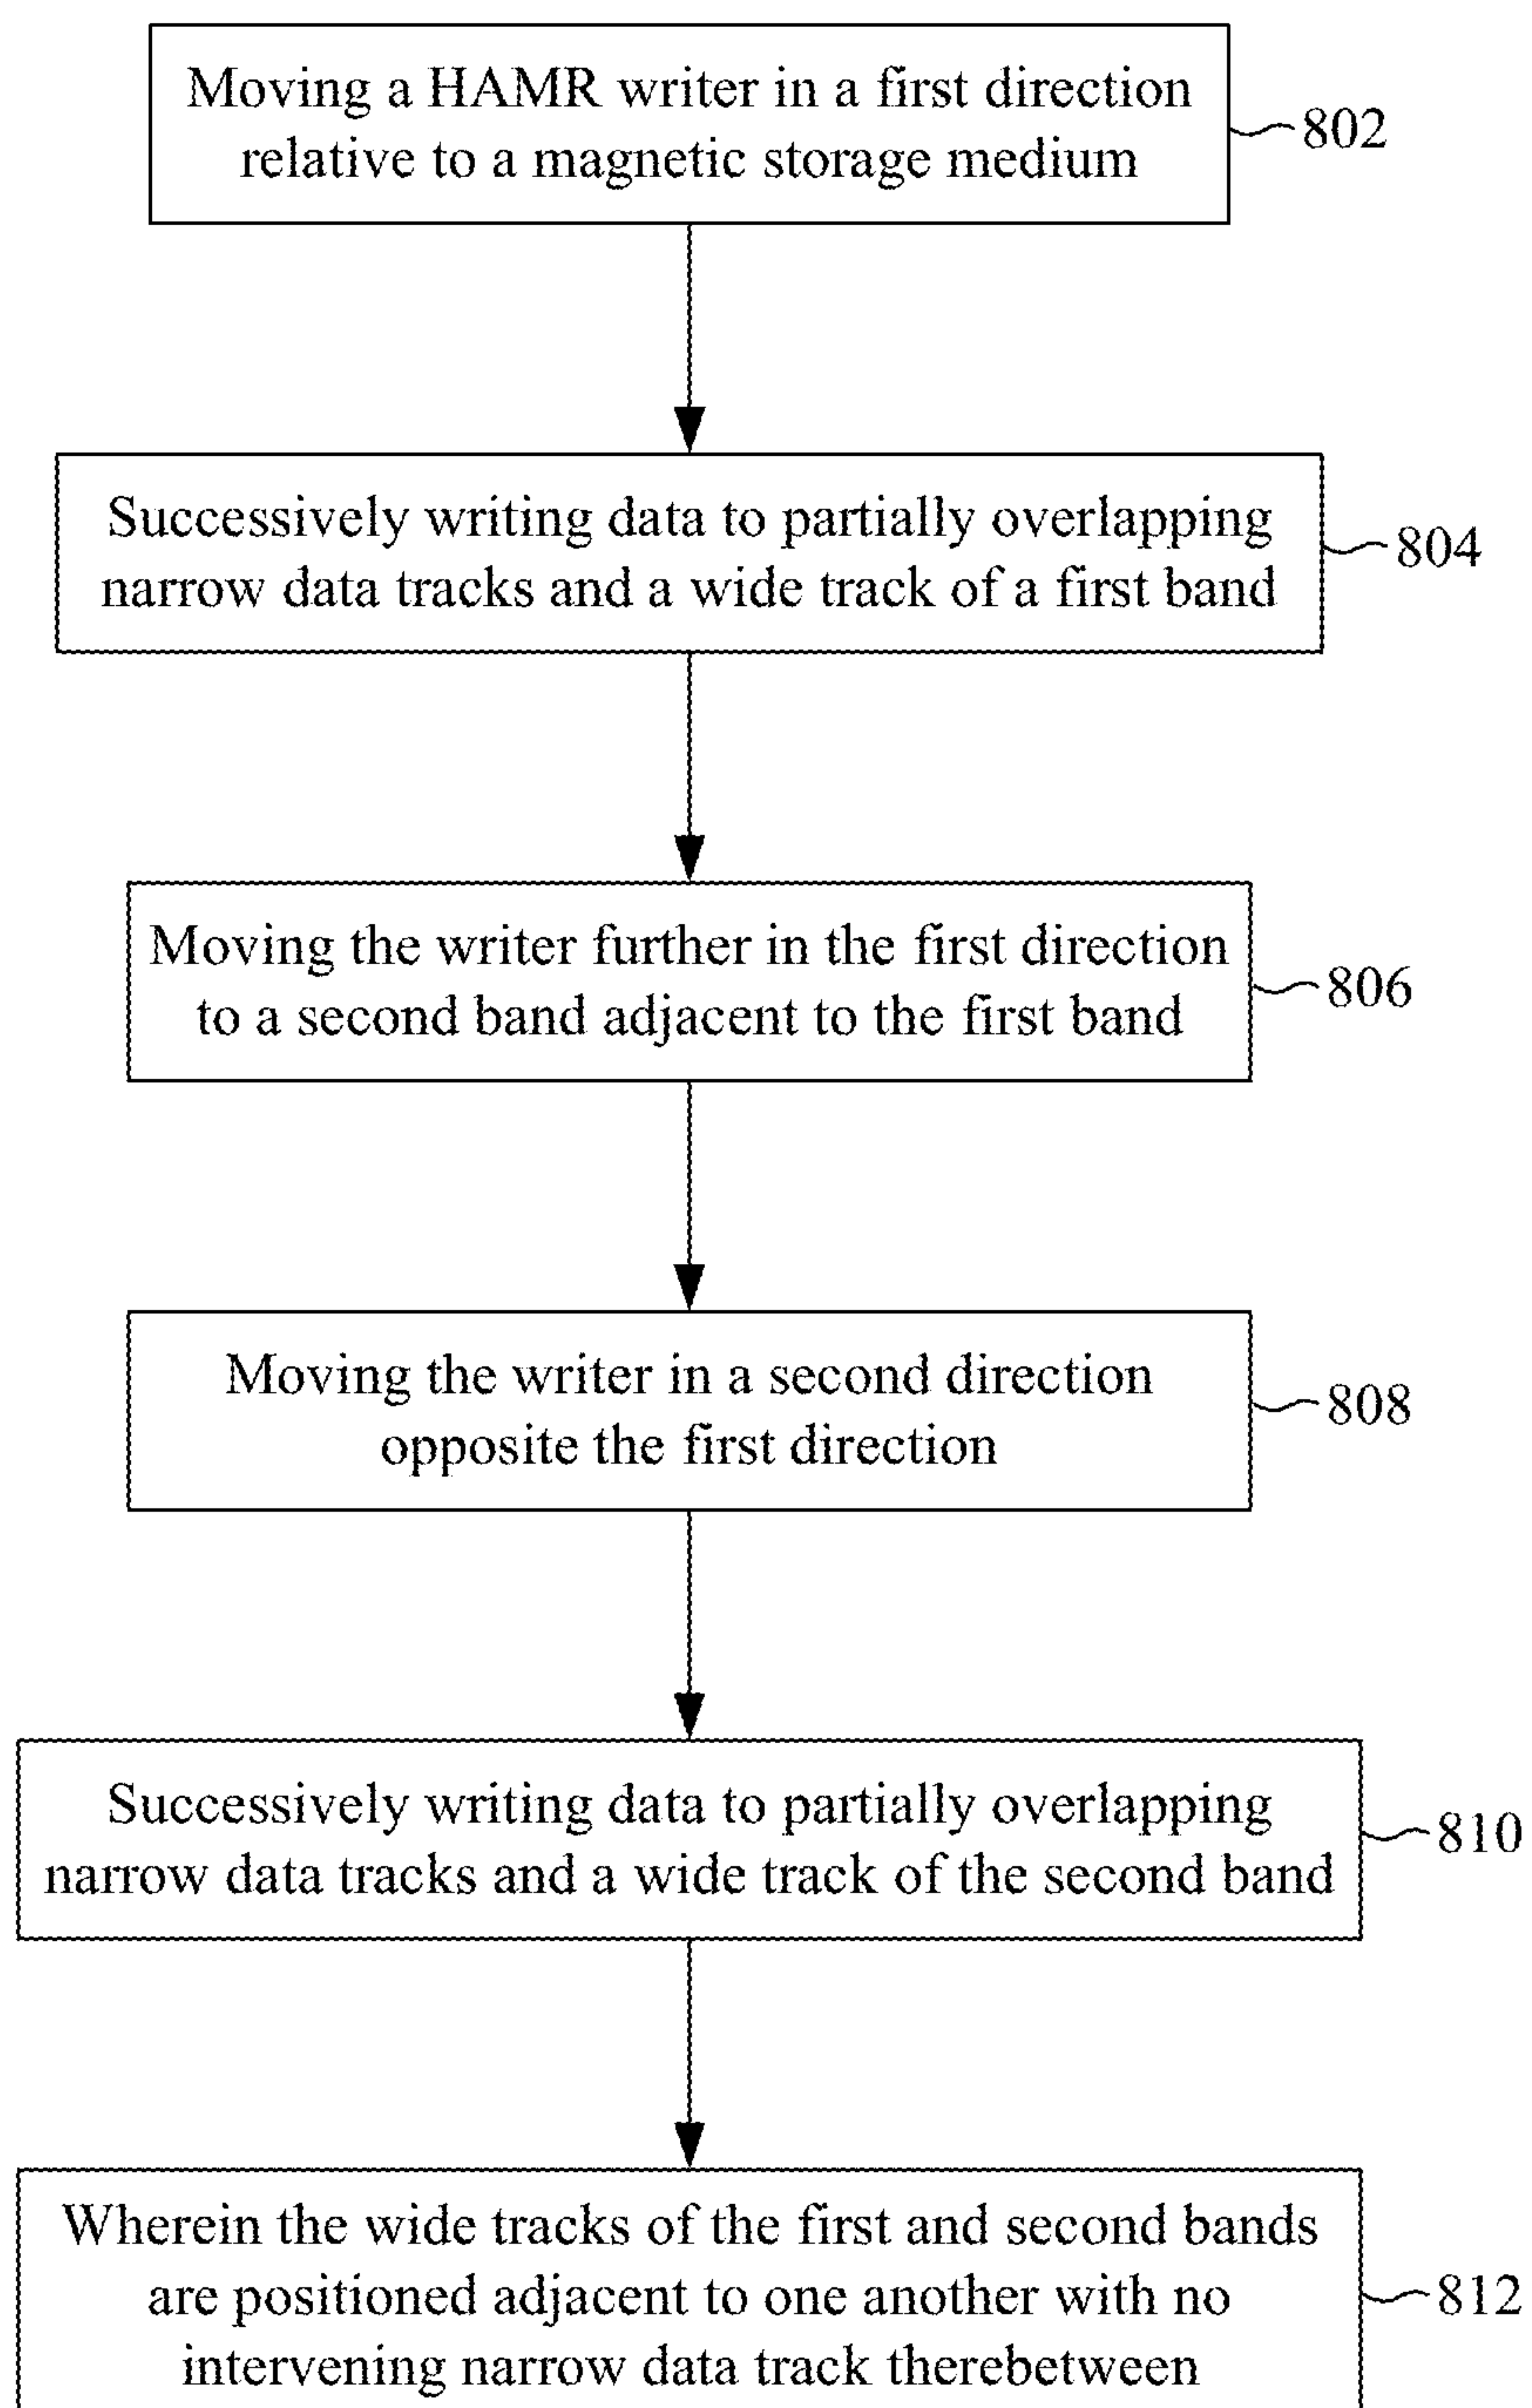 Moving a HAMR writer in a first direction
relative to a magnetic storage medium
802
Successively writing data to partially overlapping
narrow data tracks and a wide track of a first band
804
Moving the writer further in the first direction
to a second band adjacent to the first band
806
Moving the writer in a second direction
opposite the first direction
808
Successively writing data to partially overlapping
narrow data tracks and a wide track of the second band
810
Wherein the wide tracks of the first and second bands
are positioned adjacent to one another with no
intervening narrow data track therebetween
812